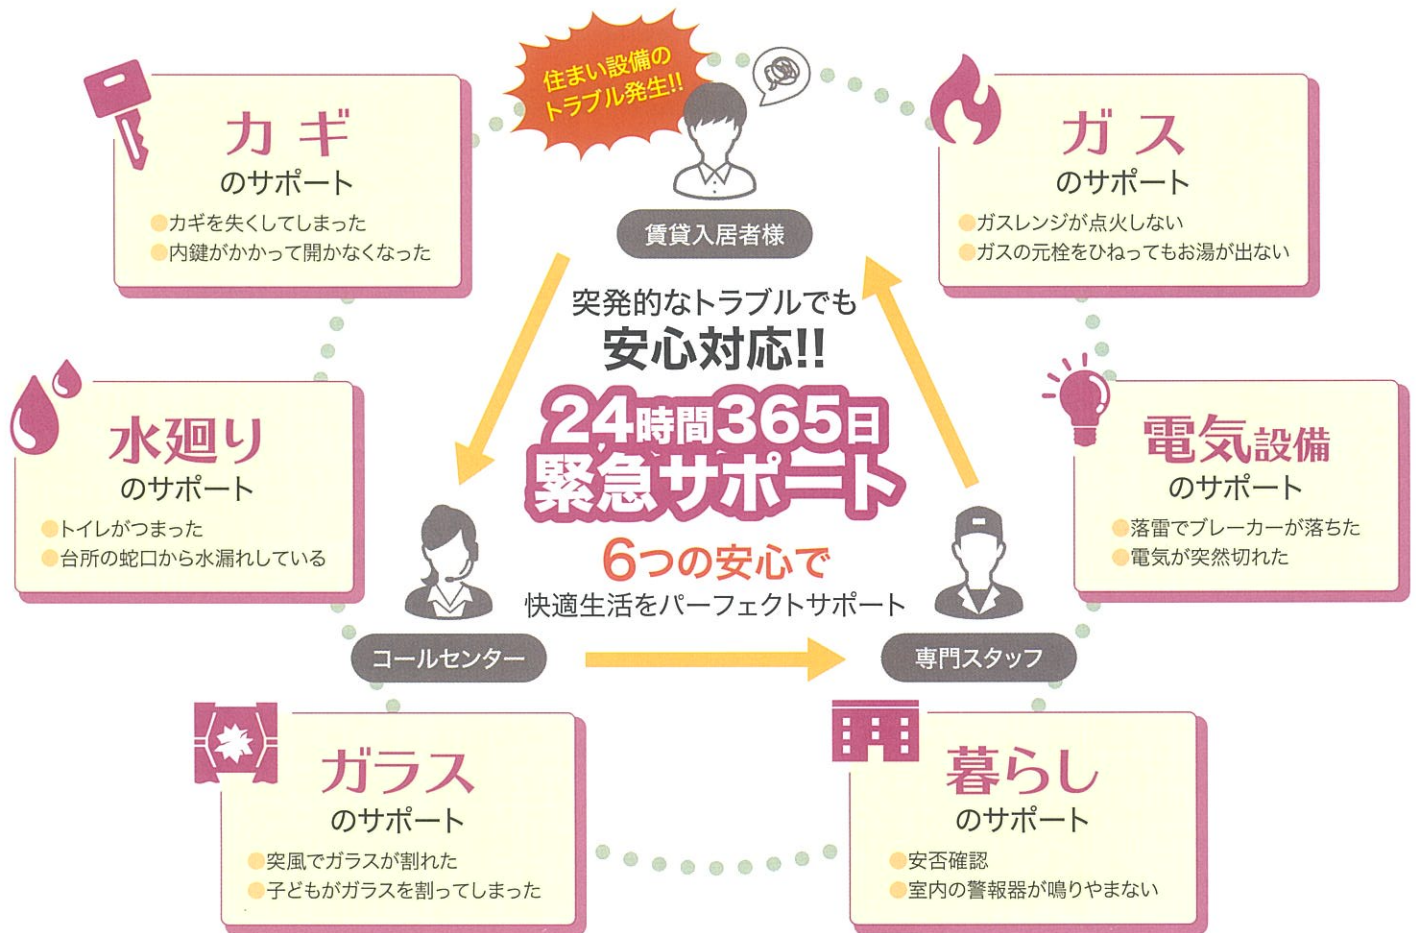 住まい設備の
トラブル発生!!
賃貸入居者様
カギ
のサポート
●カギを失くしてしまった
●内鍵がかかって開かなくなった
ガス
のサポート
●ガスレンジが点火しない
●ガスの元栓をひねってもお湯が出ない
突発的なトラブルでも
安心対応!!
24時間365日
緊急サポート
6つの安心で
快適生活をパーフェクトサポート
水廻り
のサポート
●トイレがつまった
●台所の蛇口から水漏れしている
電気設備
のサポート
●落雷でブレーカーが落ちた
●電気が突然切れた
コールセンター
専門スタッフ
ガラス
のサポート
●突風でガラスが割れた
●子どもがガラスを割ってしまった
暮らし
のサポート
●安否確認
●室内の警報器が鳴りやまない